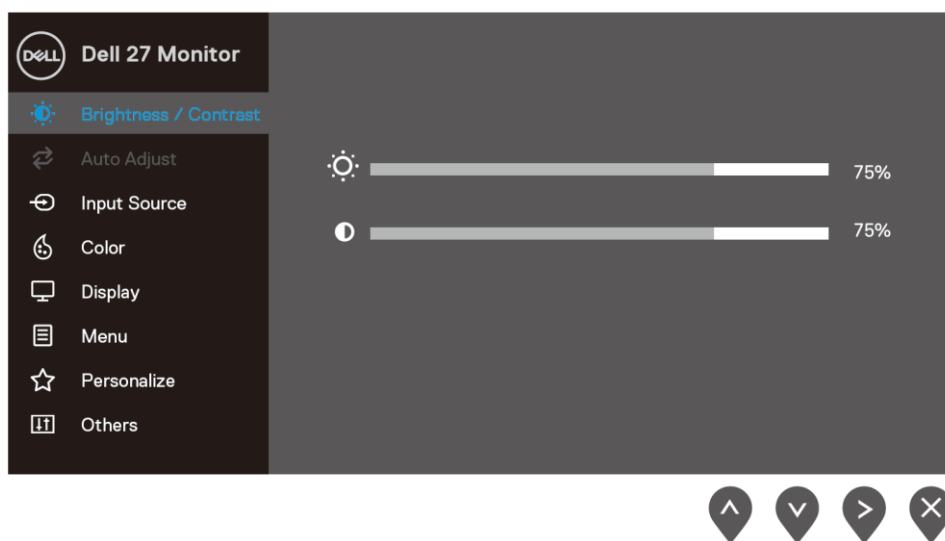 DELL
Dell 27 Monitor
Brightness / Contrast
Auto Adjust
Input Source
Color
Display
Menu
Personalize
Others
75%
75%